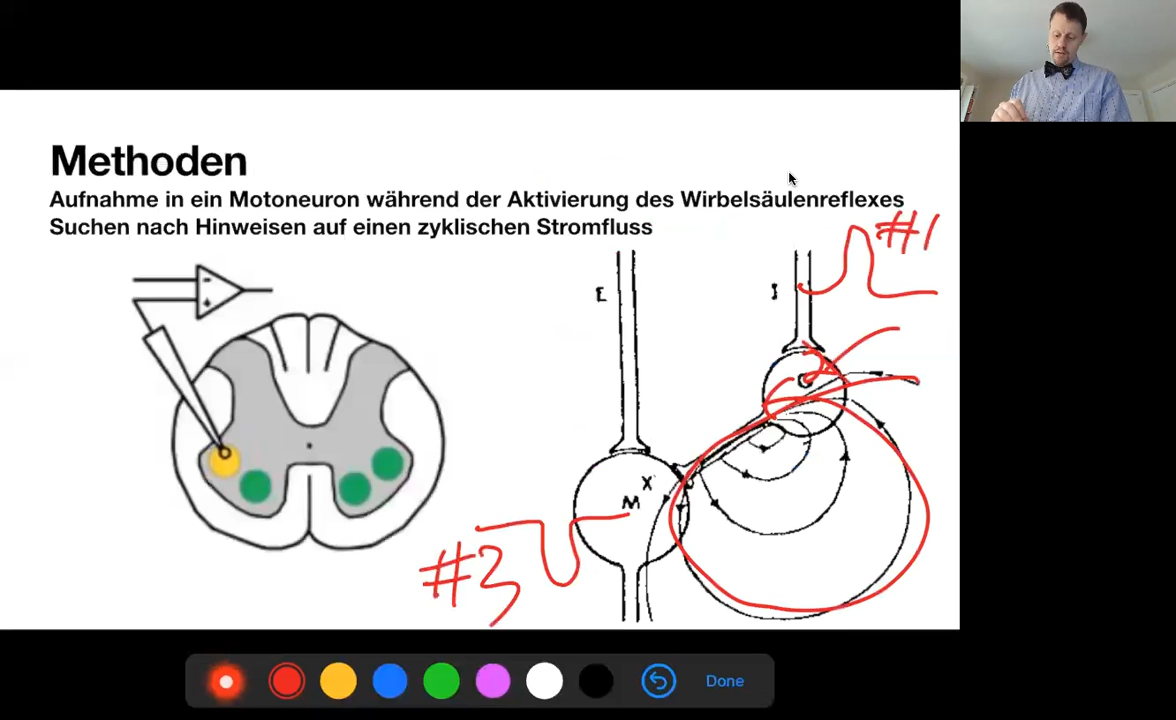 Methoden
Aufnahme in ein Motoneuron während der Aktivierung des Wirbelsäulenreflexes
Suchen nach Hinweisen auf einen zyklischen Stromfluss
#1
E
I
X
M
#3
Done